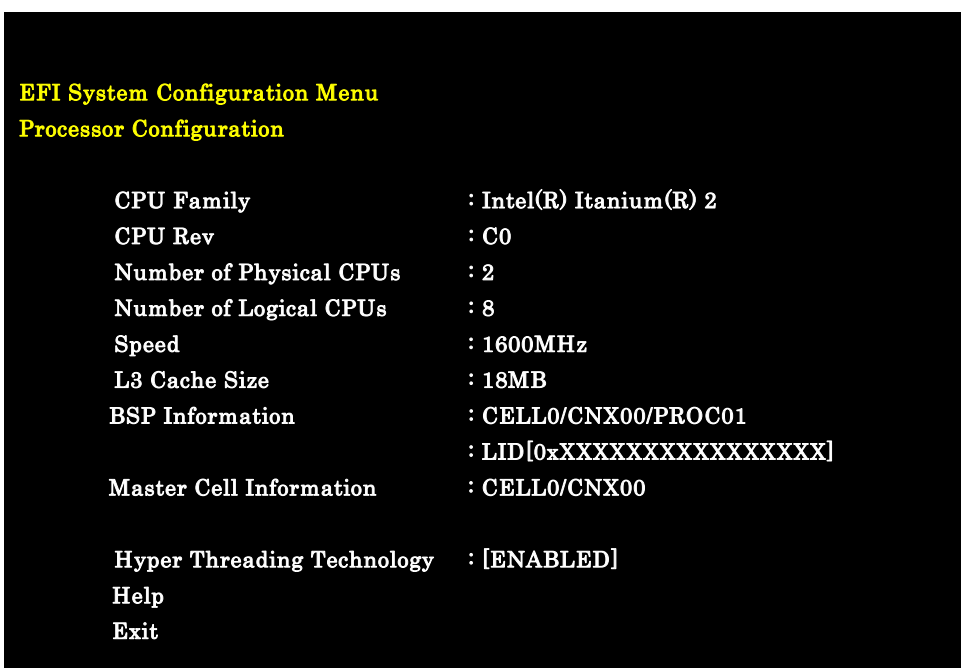 EFI System Configuration Menu
Processor Configuration
CPU Family : Intel(R) Itanium(R) 2
CPU Rev : C0
Number of Physical CPUs : 2
Number of Logical CPUs : 8
Speed : 1600MHz
L3 Cache Size : 18MB
BSP Information : CELL0/CNX00/PROC01
: LID[0xXXXXXXXXXXXXXXXX]
Master Cell Information : CELL0/CNX00
Hyper Threading Technology : [ENABLED]
Help
Exit